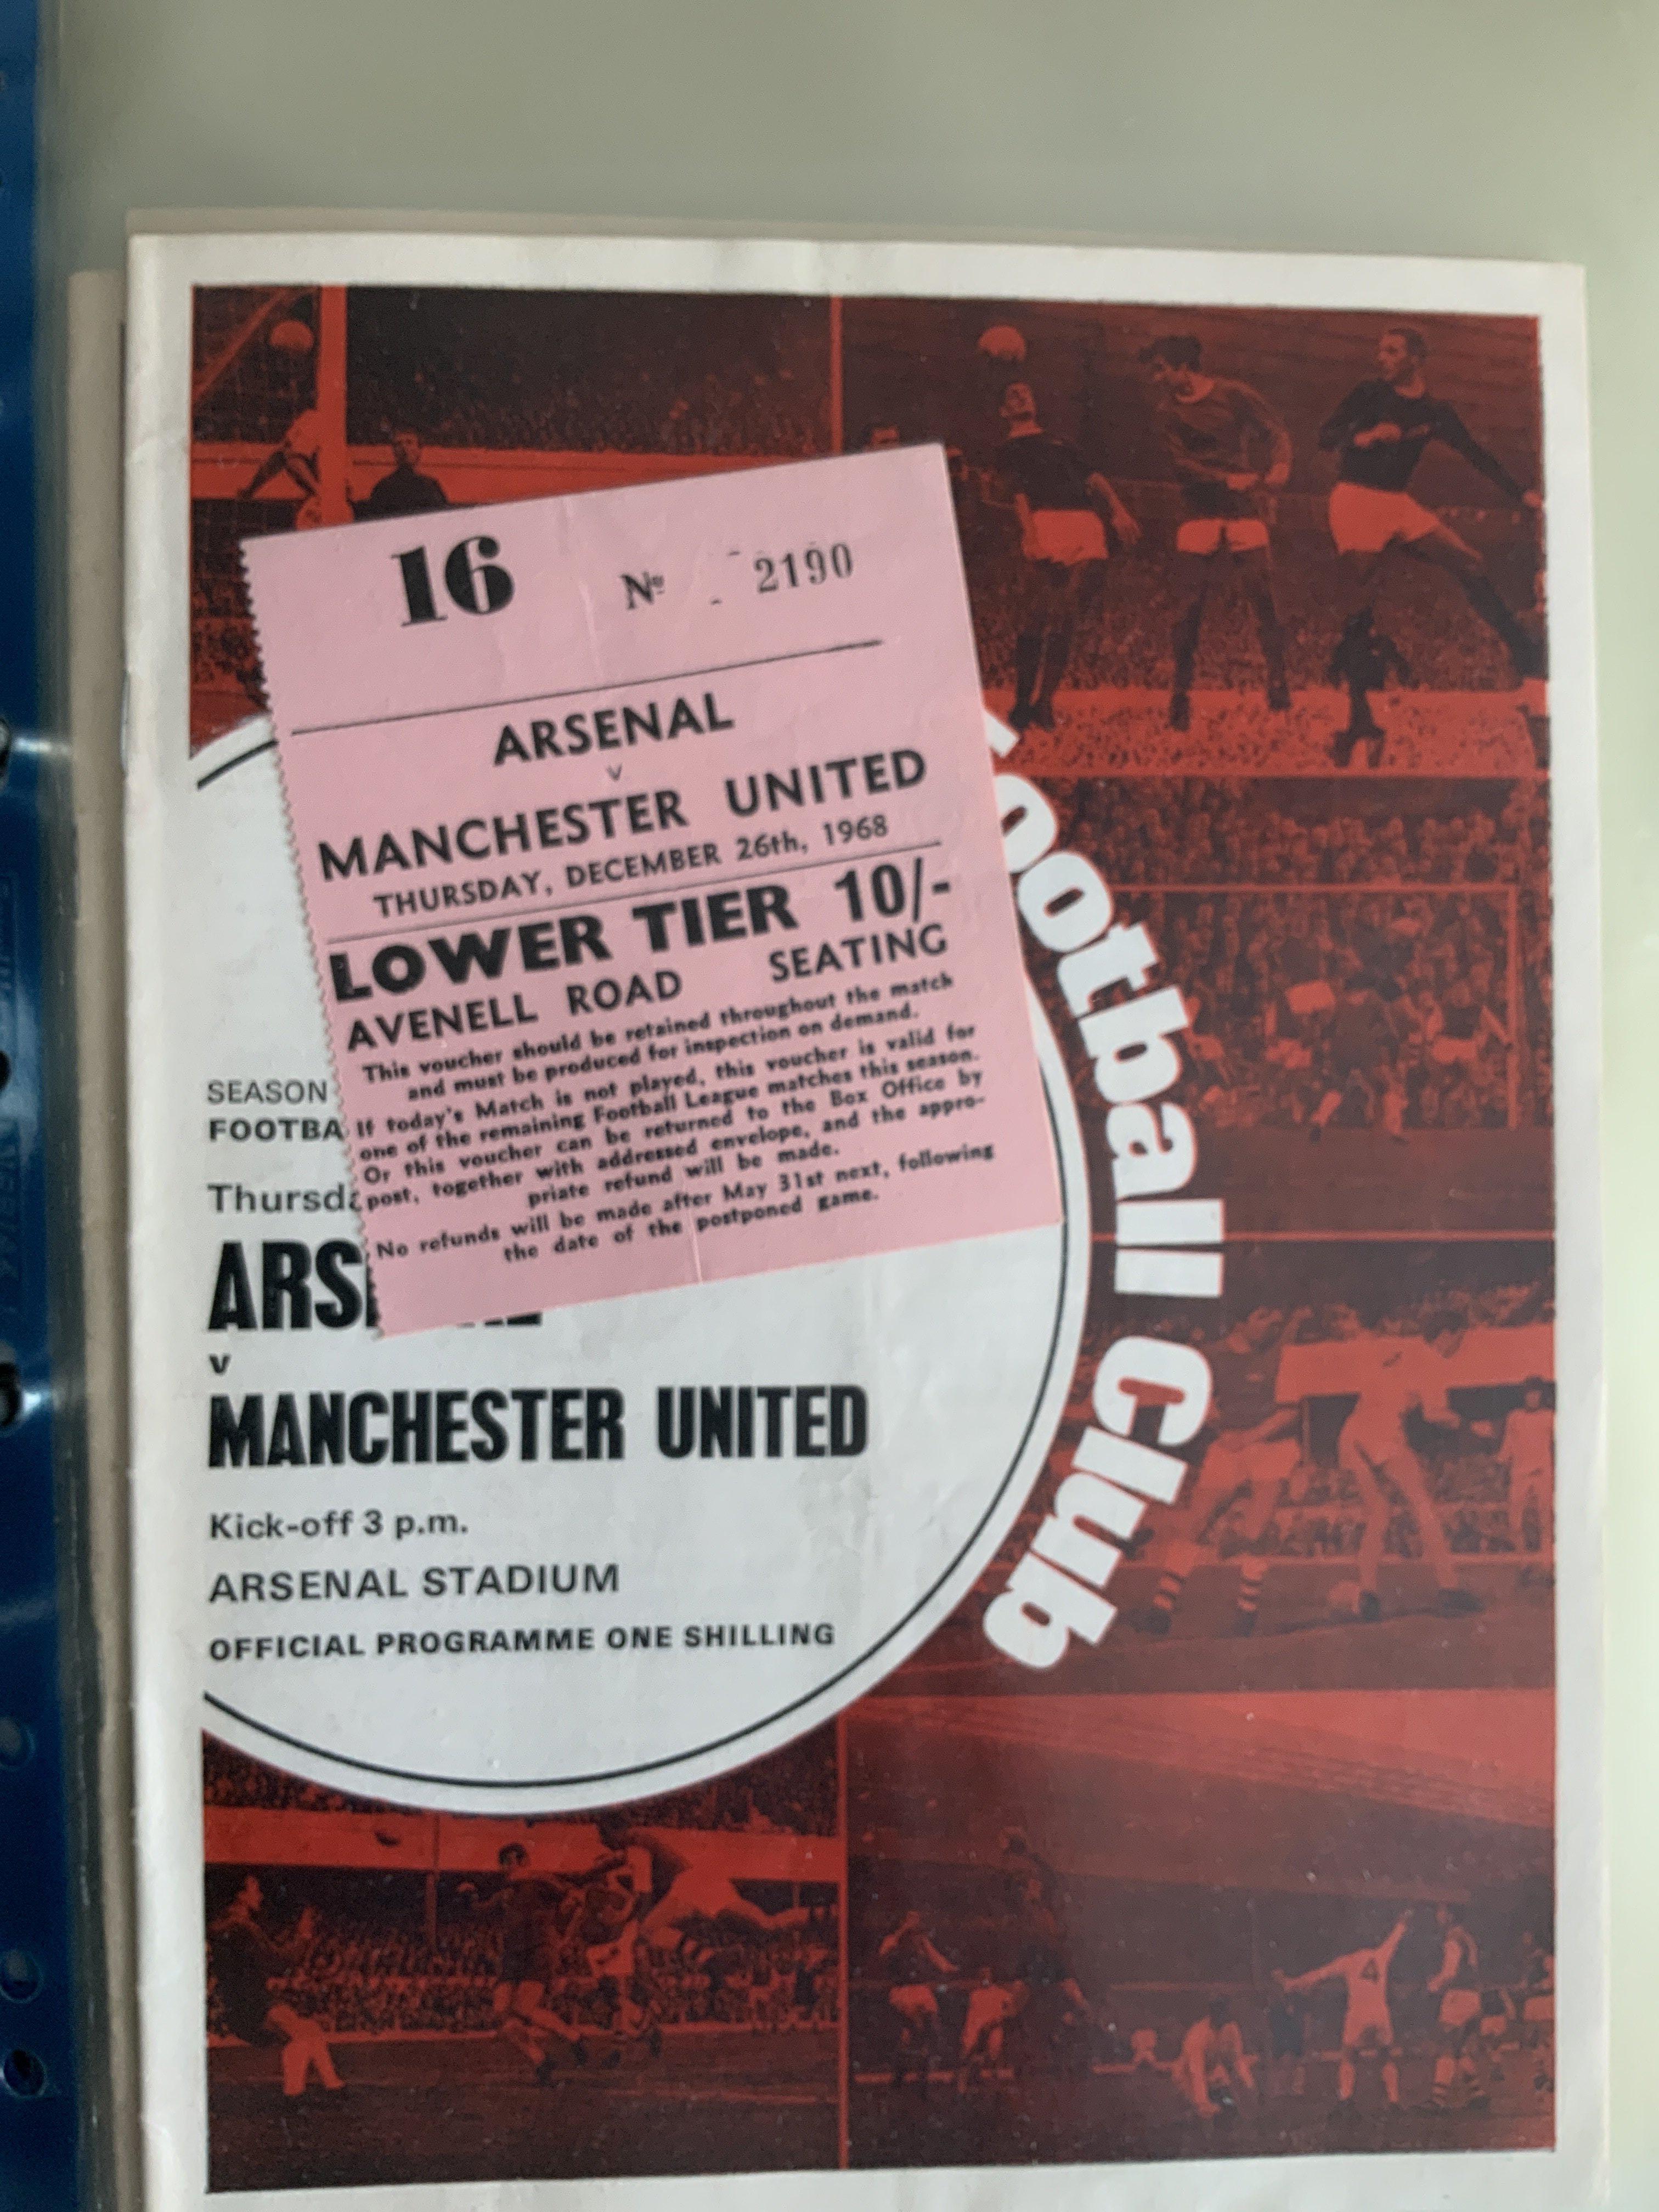 16 Nº 2190
ARSENAL
v
MANCHESTER UNITED
THURSDAY, DECEMBER 26th, 1968
LOWER TIER 10/-
AVENELL ROAD SEATING
This voucher should be retained throughout the match
and must be produced for inspection on demand.
If today's Match is not played, this voucher is valid for
one of the remaining Football League matches this season.
Or this voucher can be returned to the Box Office by
post, together with addressed envelope, and the appro-
priate refund will be made.
No refunds will be made after May 31st next, following
the date of the postponed game.
SEASON
FOOTBA
Thursda
ARS
v
MANCHESTER UNITED
Kick-off 3 p.m.
ARSENAL STADIUM
OFFICIAL PROGRAMME ONE SHILLING
ootball Club
4